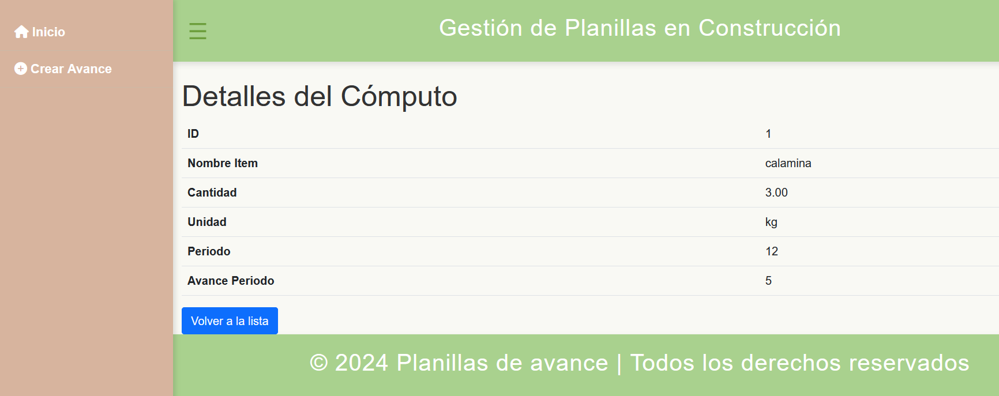 Inicio
Crear Avance
Gestión de Planillas en Construcción
Detalles del Cómputo
ID 1
Nombre Item calamina
Cantidad 3.00
Unidad kg
Periodo 12
Avance Periodo 5
Volver a la lista
© 2024 Planillas de avance | Todos los derechos reservados